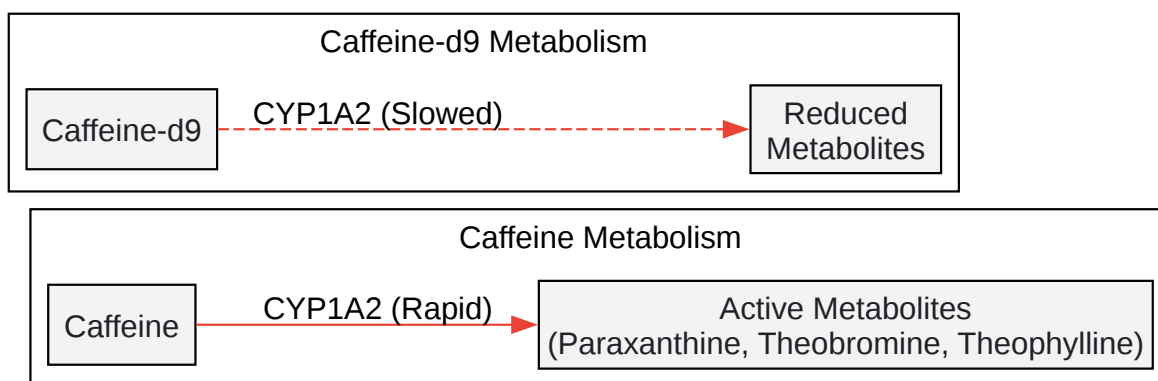 Caffeine-d9 Metabolism
Caffeine-d9
CYP1A2 (Slowed)
Reduced
Metabolites
Caffeine Metabolism
Caffeine
CYP1A2 (Rapid)
Active Metabolites
(Paraxanthine, Theobromine, Theophylline)